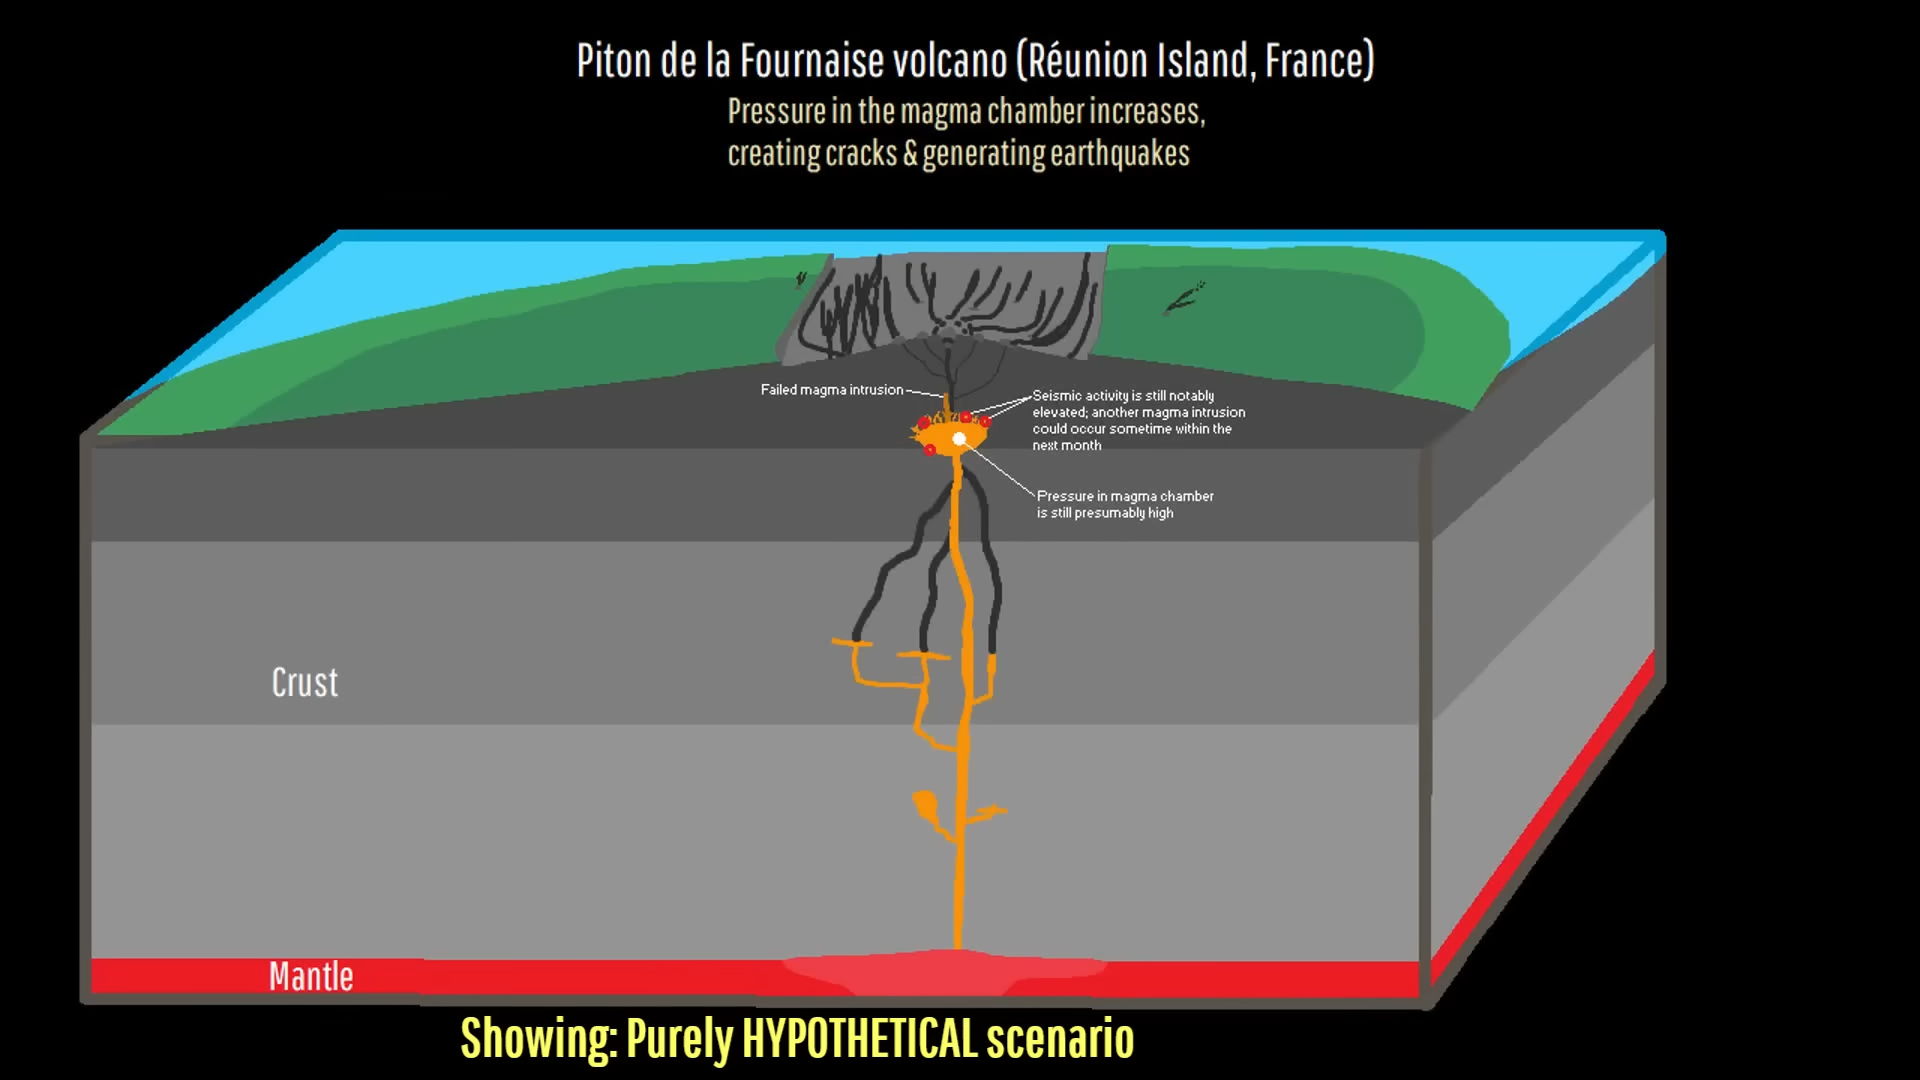 Piton de la Fournaise volcano (Réunion Island, France)
Pressure in the magma chamber increases,
creating cracks & generating earthquakes
Failed magma intrusion
Seismic activity is still notably
elevated; another magma intrusion
could occur sometime within the
next month
Pressure in magma chamber
is still presumably high
Crust
Mantle
Showing: Purely HYPOTHETICAL scenario